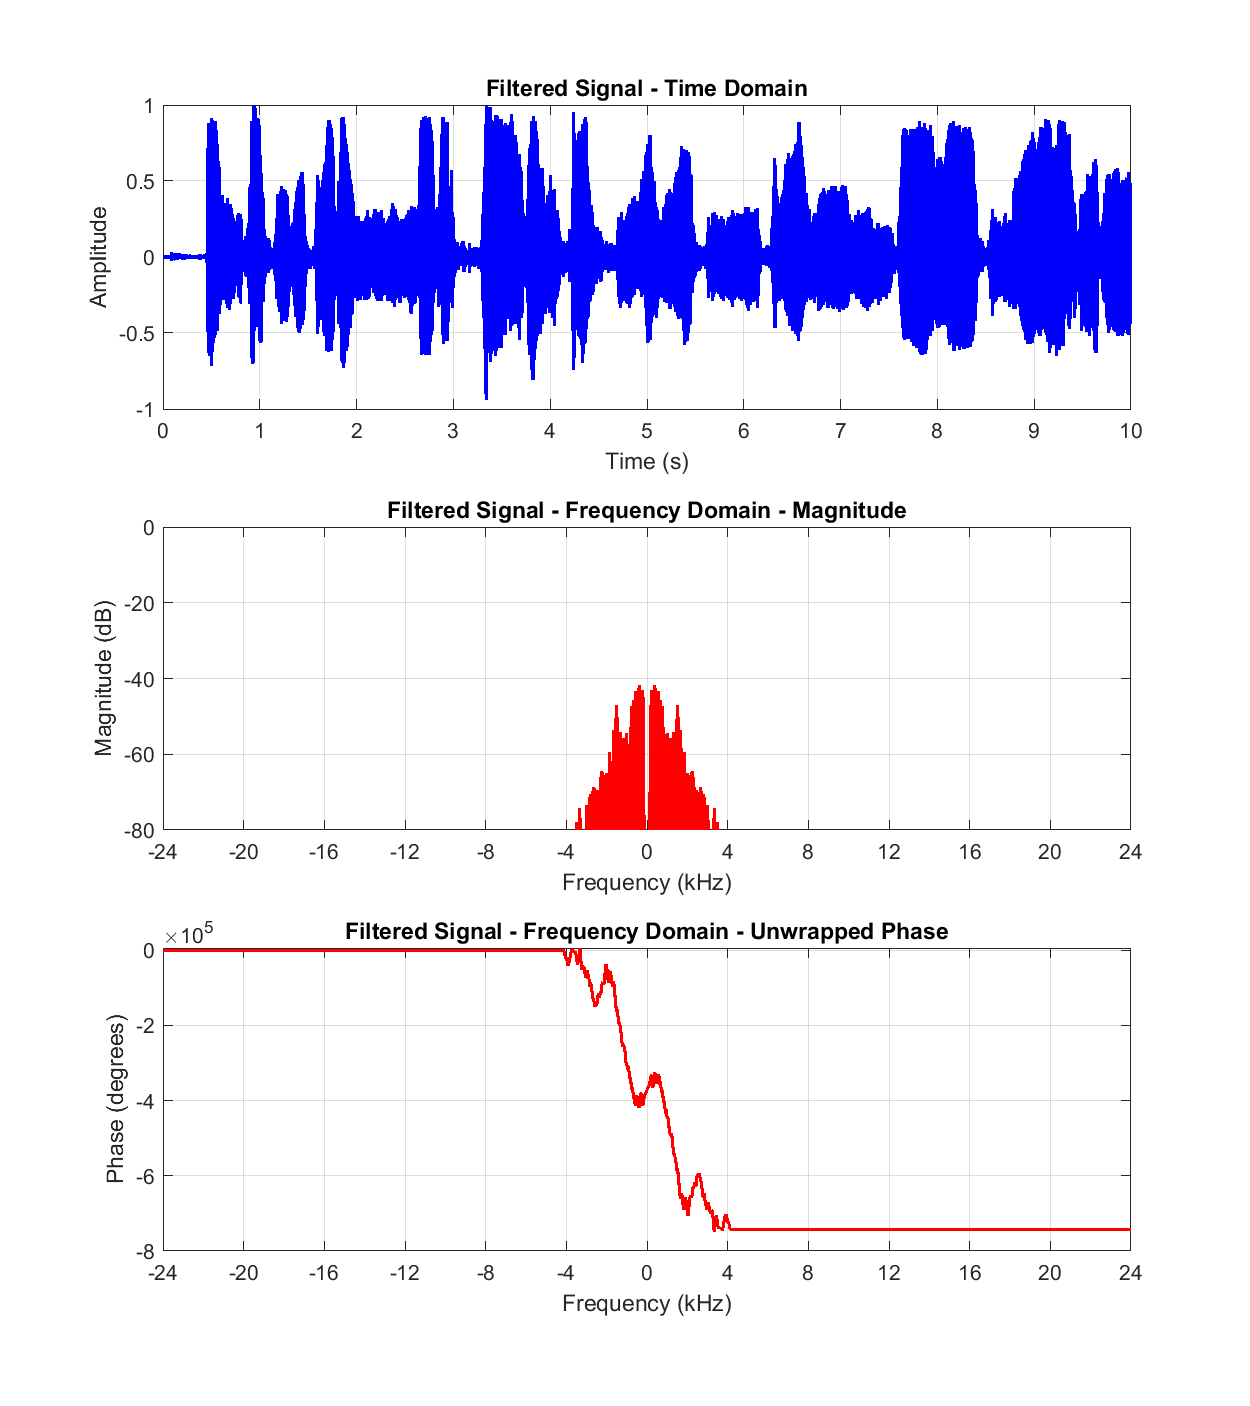 Filtered Signal - Time Domain
1
0.5
0
-0.5
-1
Amplitude
0 1 2 3 4 5 6 7 8 9 10
Time (s)
Filtered Signal - Frequency Domain - Magnitude
0
-20
-40
-60
-80
Magnitude (dB)
-24 -20 -16 -12 -8 -4 0 4 8 12 16 20 24
Frequency (kHz)
Filtered Signal - Frequency Domain - Unwrapped Phase
×10⁵
0
-2
-4
-6
-8
Phase (degrees)
-24 -20 -16 -12 -8 -4 0 4 8 12 16 20 24
Frequency (kHz)